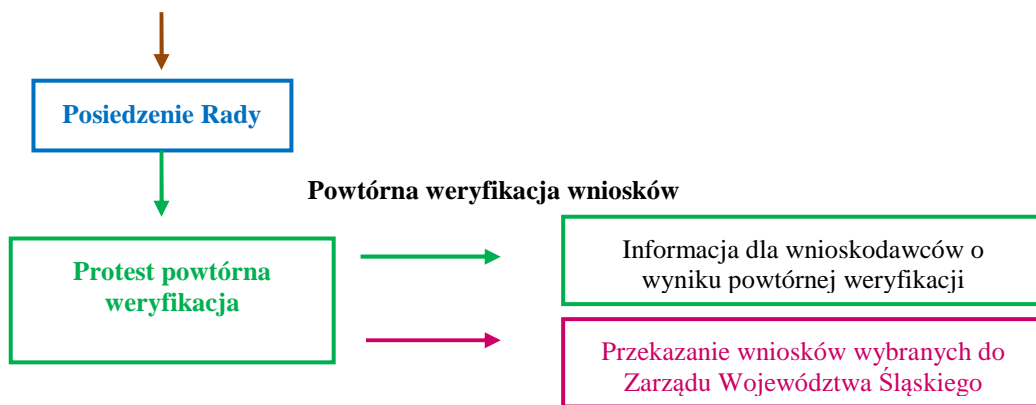 Posiedzenie Rady
Powtórna weryfikacja wniosków
Protest powtórna
weryfikacja
Informacja dla wnioskodawców o
wyniku powtórnej weryfikacji
Przekazanie wniosków wybranych do
Zarządu Województwa Śląskiego